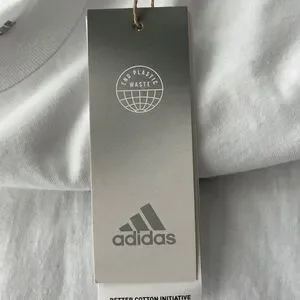 END PLASTIC
WASTE
adidas
BETTER COTTON INITIATIVE